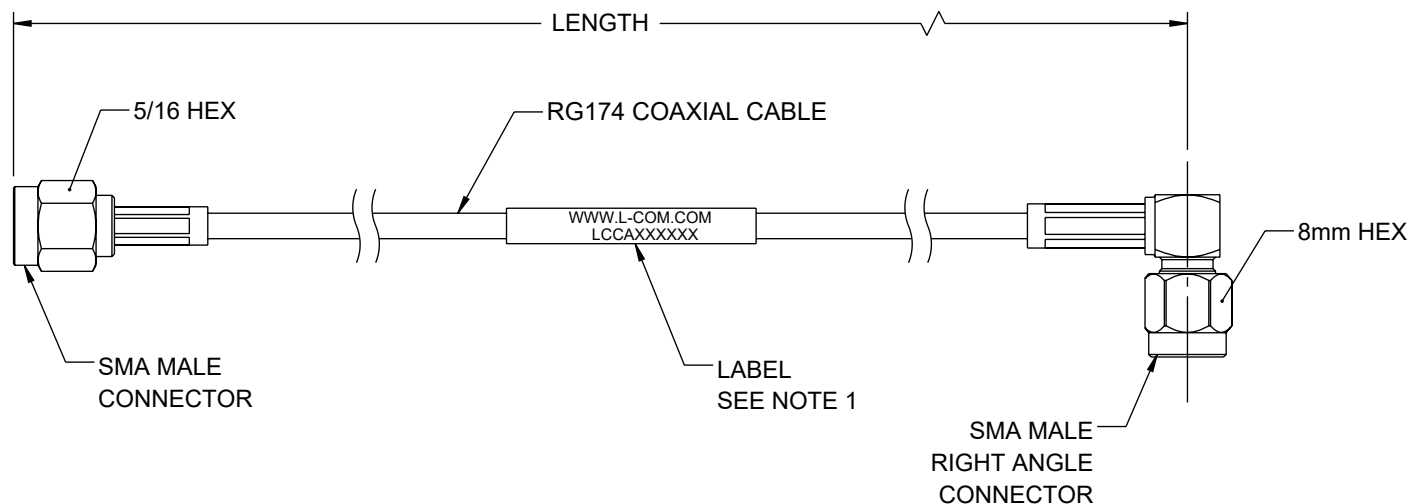 LENGTH
5/16 HEX
RG174 COAXIAL CABLE
WWW.L-COM.COM
LCCAXXXXXX
8mm HEX
SMA MALE
CONNECTOR
LABEL
SEE NOTE 1
SMA MALE
RIGHT ANGLE
CONNECTOR